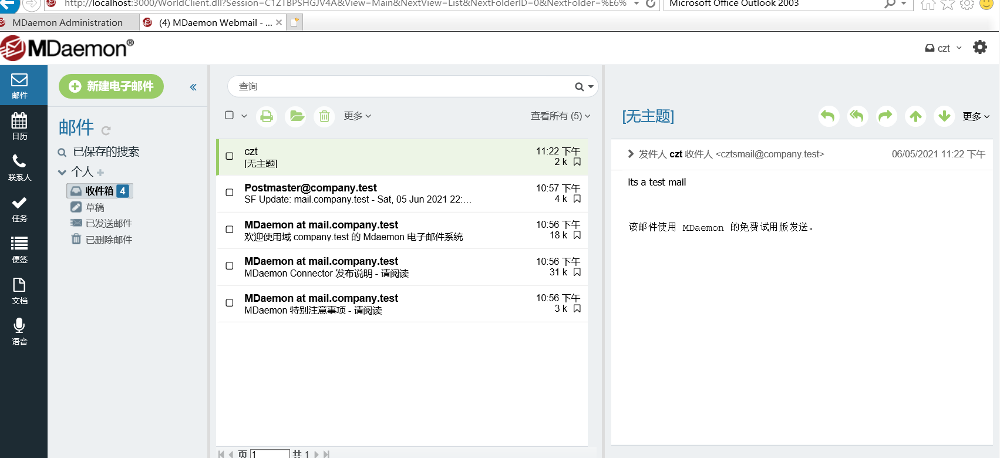 http://localhost:3000/WorldClient.dll?Session=C1ZTBPSHGJV4A&View=Main&NextView=List&NextFolderID=0&NextFolder=%E6%
Microsoft Office Outlook 2003
MDaemon Administration
(4) MDaemon Webmail - ...
MDaemon®
czt
邮件
日历
联系人
任务
便签
文档
语音
新建电子邮件
«
邮件
已保存的搜索
个人
收件箱 4
草稿
已发送邮件
已删除邮件
查询
更多
查看所有 (5)
czt 11:22 下午
[无主题] 2 k
Postmaster@company.test 10:57 下午
SF Update: mail.company.test - Sat, 05 Jun 2021 22:... 4 k
MDaemon at mail.company.test 10:56 下午
欢迎使用域 company.test 的 Mdaemon 电子邮件系统 18 k
MDaemon at mail.company.test 10:56 下午
MDaemon Connector 发布说明 - 请阅读 31 k
MDaemon at mail.company.test 10:56 下午
MDaemon 特别注意事项 - 请阅读 3 k
页 1 共 1
[无主题]
更多
发件人 czt 收件人 <cztsmail@company.test> 06/05/2021 11:22 下午
its a test mail
该邮件使用 MDaemon 的免费试用版发送。